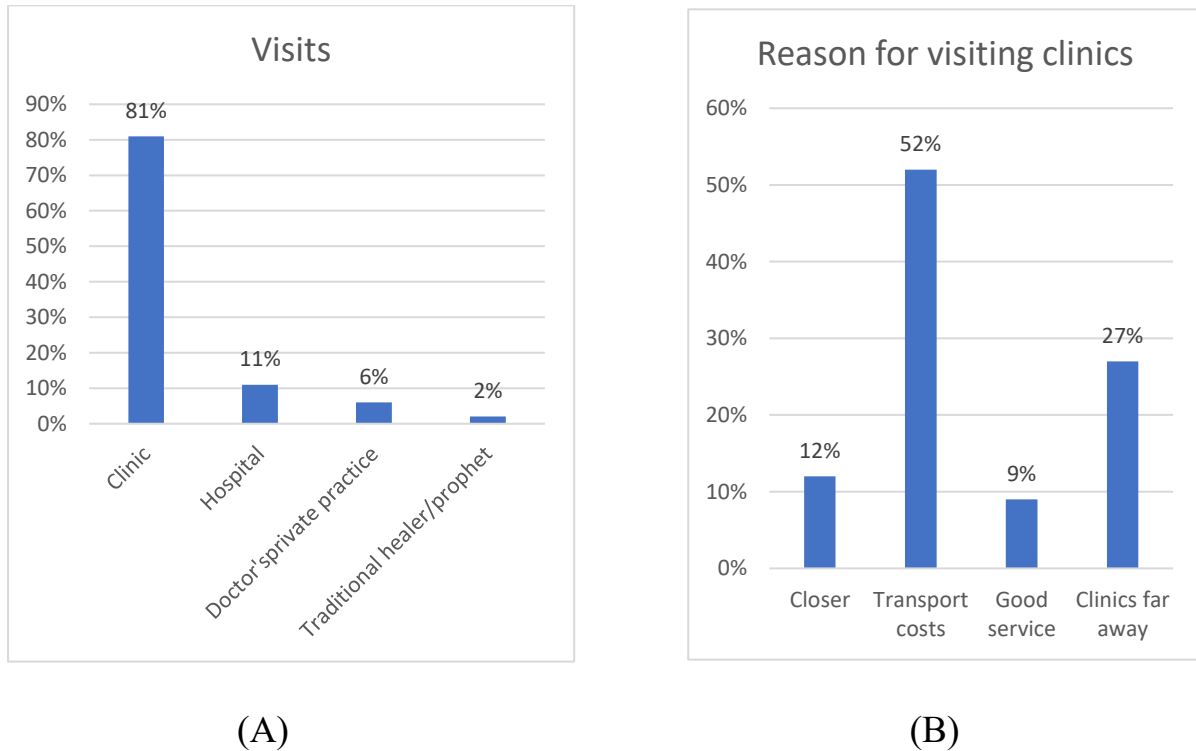 Visits
90%
80%
70%
60%
50%
40%
30%
20%
10%
0%
81%
11%
6%
2%
Clinic
Hospital
Doctor'sprivate practice
Traditional healer/prophet
(A)
Reason for visiting clinics
60%
50%
40%
30%
20%
10%
0%
12%
52%
9%
27%
Closer
Transport
costs
Good
service
Clinics far
away
(B)